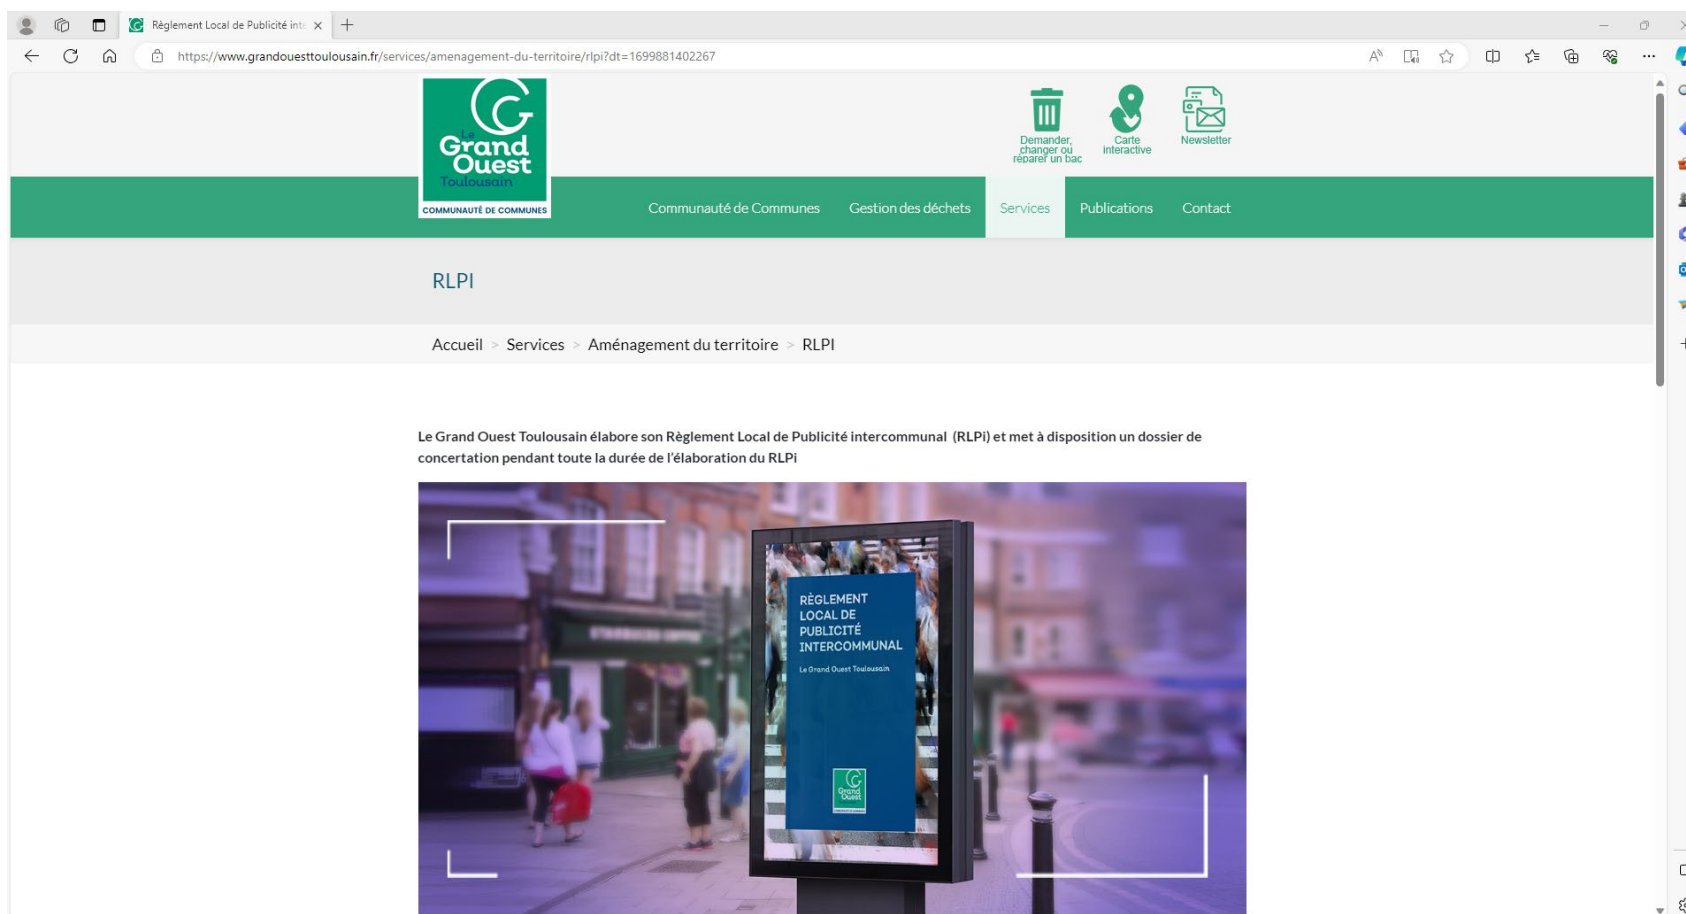 Règlement Local de Publicité inte
https://www.grandouesttoulousain.fr/services/amenagement-du-territoire/rlpi?dt=1699881402267
Le
Grand
Ouest
Toulousain
COMMUNAUTÉ DE COMMUNES
Demander,
changer ou
réparer un bac
Carte
interactive
Newsletter
Communauté de Communes
Gestion des déchets
Services
Publications
Contact
RLPI
Accueil > Services > Aménagement du territoire > RLPI
Le Grand Ouest Toulousain élabore son Règlement Local de Publicité intercommunal (RLPi) et met à disposition un dossier de
concertation pendant toute la durée de l'élaboration du RLPi
RÈGLEMENT
LOCAL DE
PUBLICITÉ
INTERCOMMUNAL
Le Grand Ouest Toulousain
Grand
Ouest